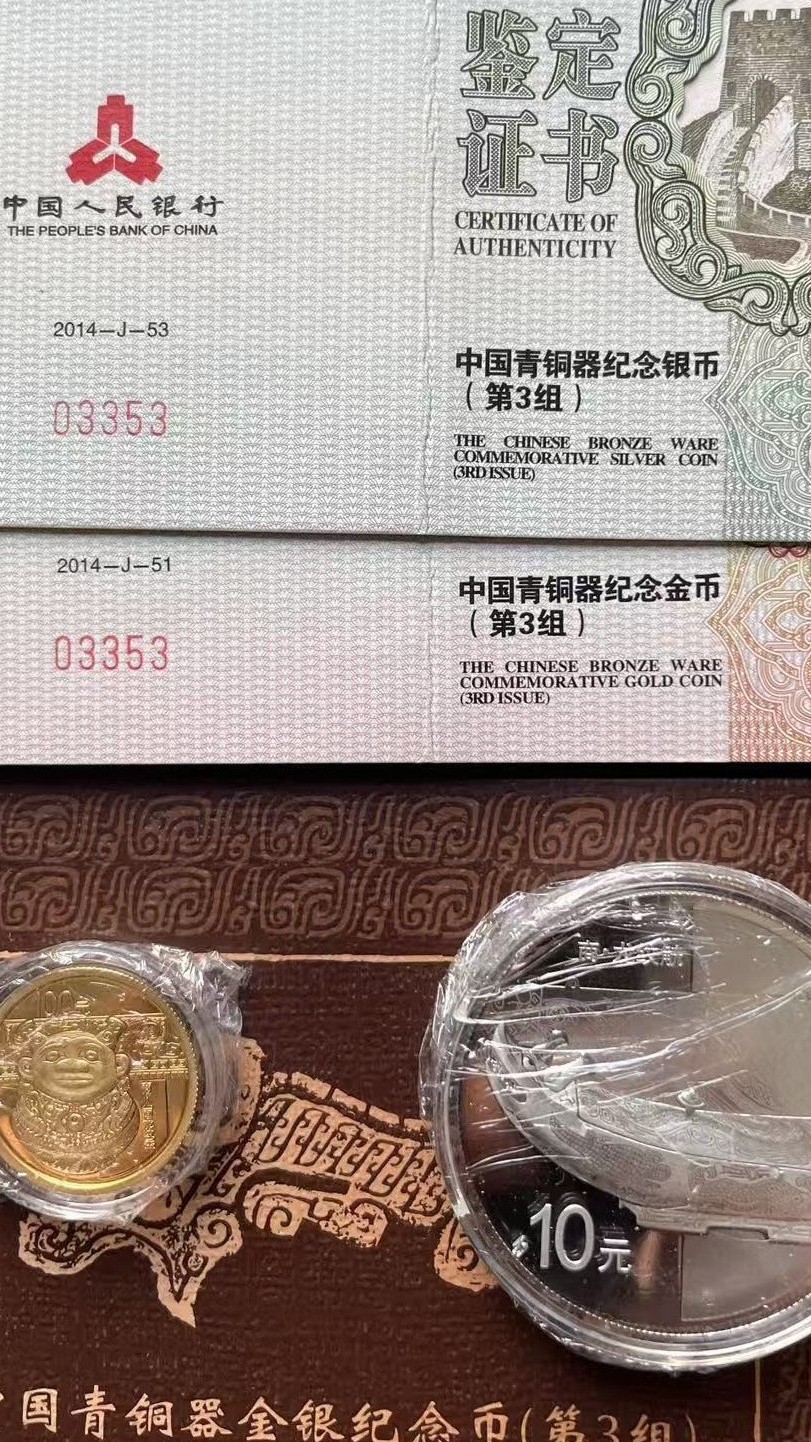 鉴定
证书
CERTIFICATE OF
AUTHENTICITY
中国人民银行
THE PEOPLE'S BANK OF CHINA
2014—J—53
03353
中国青铜器纪念银币
（第3组）
THE CHINESE BRONZE WARE
COMMEMORATIVE SILVER COIN
(3RD ISSUE)
2014—J—51
03353
中国青铜器纪念金币
（第3组）
THE CHINESE BRONZE WARE
COMMEMORATIVE GOLD COIN
(3RD ISSUE)
100元
10元
国青铜器金银纪念币(第3组)